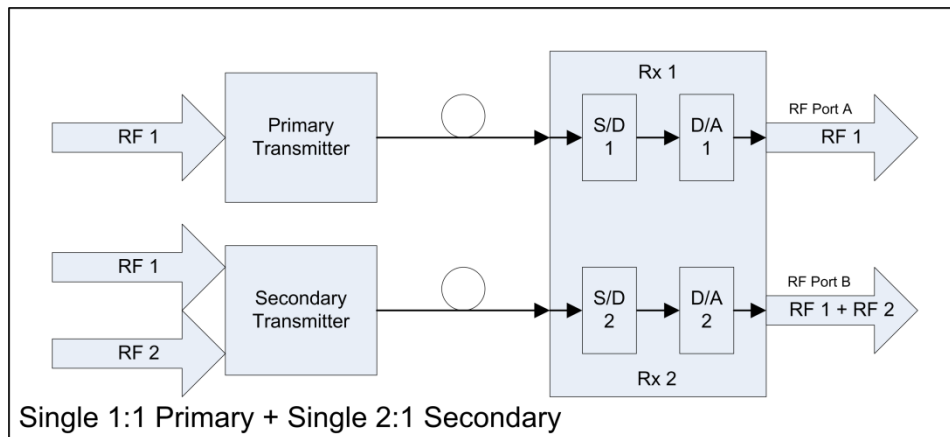 Rx 1
RF 1
Primary
Transmitter
S/D
1
D/A
1
RF Port A
RF 1
RF 1
RF 2
Secondary
Transmitter
S/D
2
D/A
2
RF Port B
RF 1 + RF 2
Rx 2
Single 1:1 Primary + Single 2:1 Secondary